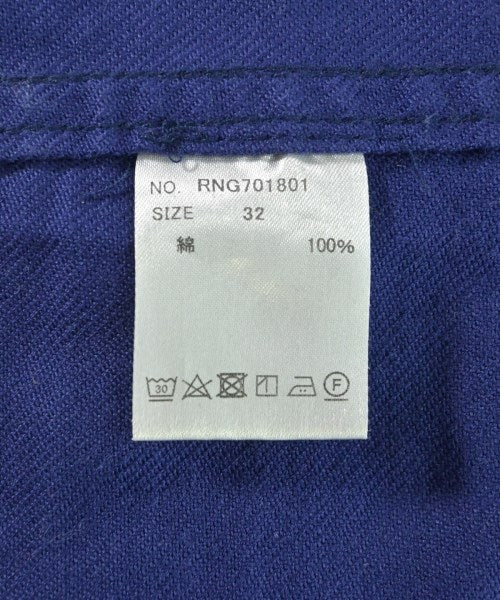 NO. RNG701801
SIZE 32
綿 100%
30 F